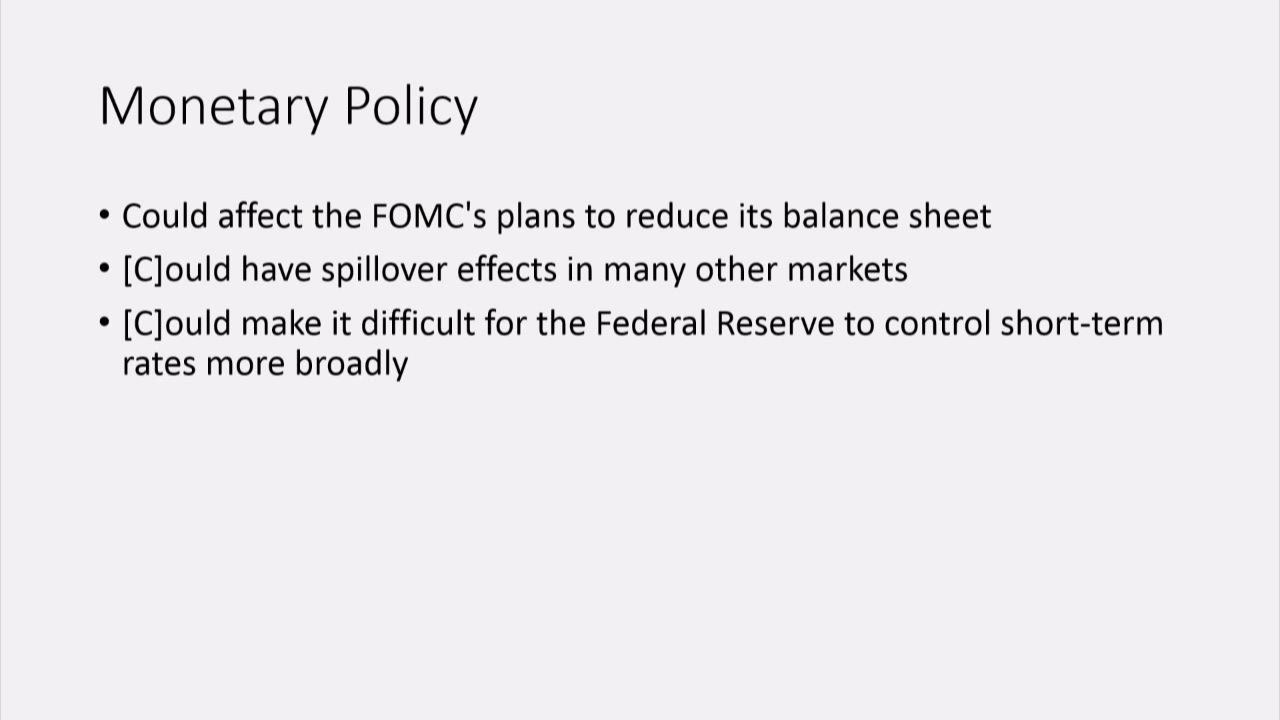 Monetary Policy
• Could affect the FOMC's plans to reduce its balance sheet
• [C]ould have spillover effects in many other markets
• [C]ould make it difficult for the Federal Reserve to control short-term
rates more broadly